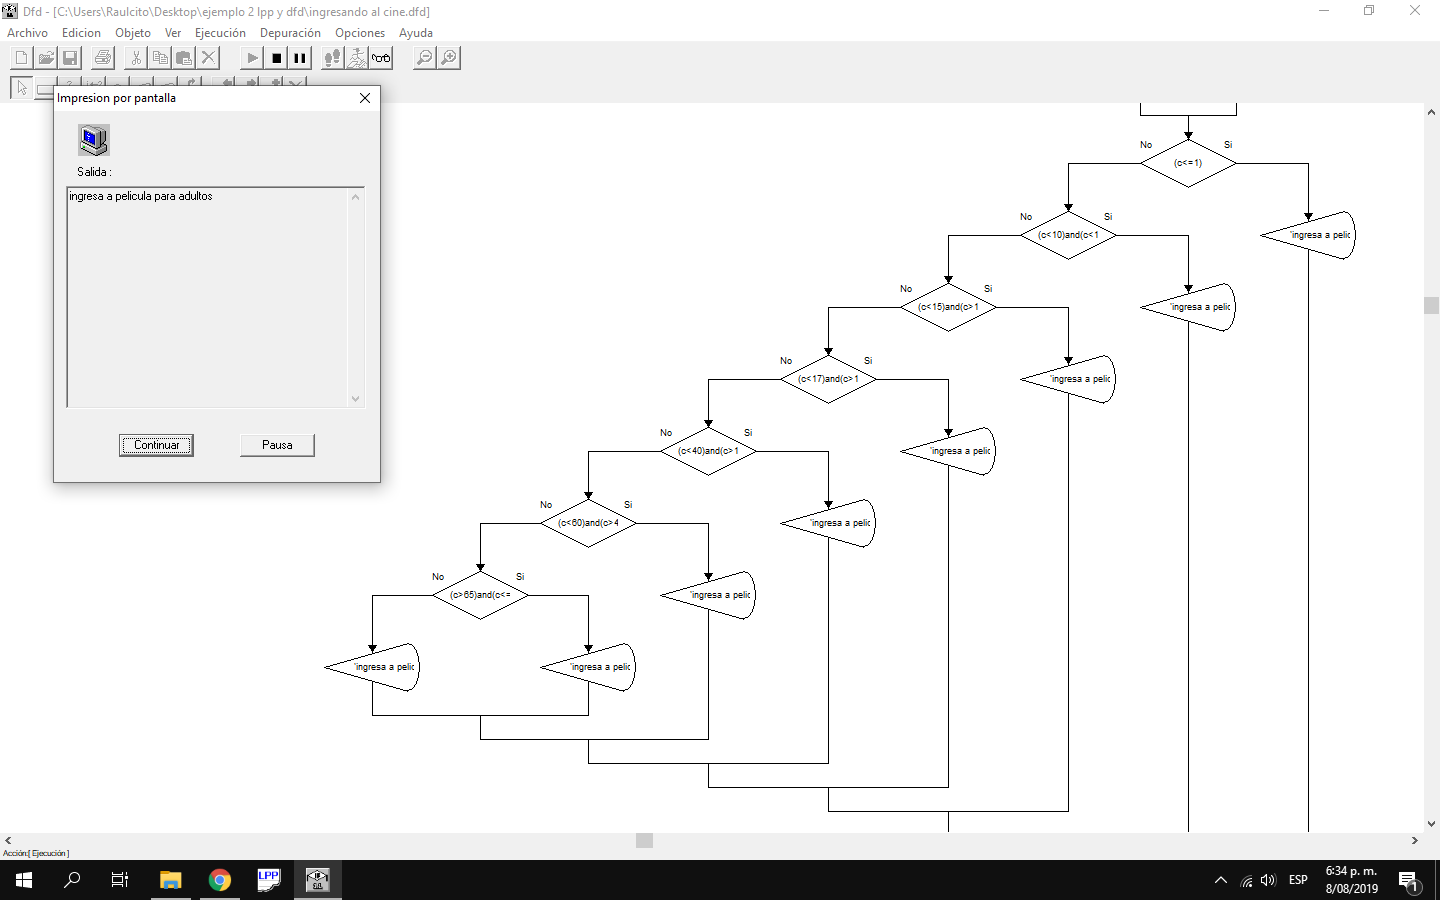 Dfd - [C:\Users\Raulcito\Desktop\ejemplo 2 lpp y dfd\ingresando al cine.dfd]
Archivo Edicion Objeto Ver Ejecución Depuración Opciones Ayuda
Impresion por pantalla
Salida :
ingresa a pelicula para adultos
Continuar Pausa
No Si
(c<=1)
No Si
(c<10)and(c<1
'ingresa a pelic
No Si
(c<15)and(c>1
'ingresa a pelic
No Si
(c<17)and(c>1
'ingresa a pelic
No Si
(c<40)and(c>1
'ingresa a pelic
No Si
(c<60)and(c>4
'ingresa a pelic
No Si
(c>65)and(c<=
'ingresa a pelic
'ingresa a pelic
'ingresa a pelic
Acción:[ Ejecución ]
LPP
ESP
6:34 p. m.
8/08/2019
1